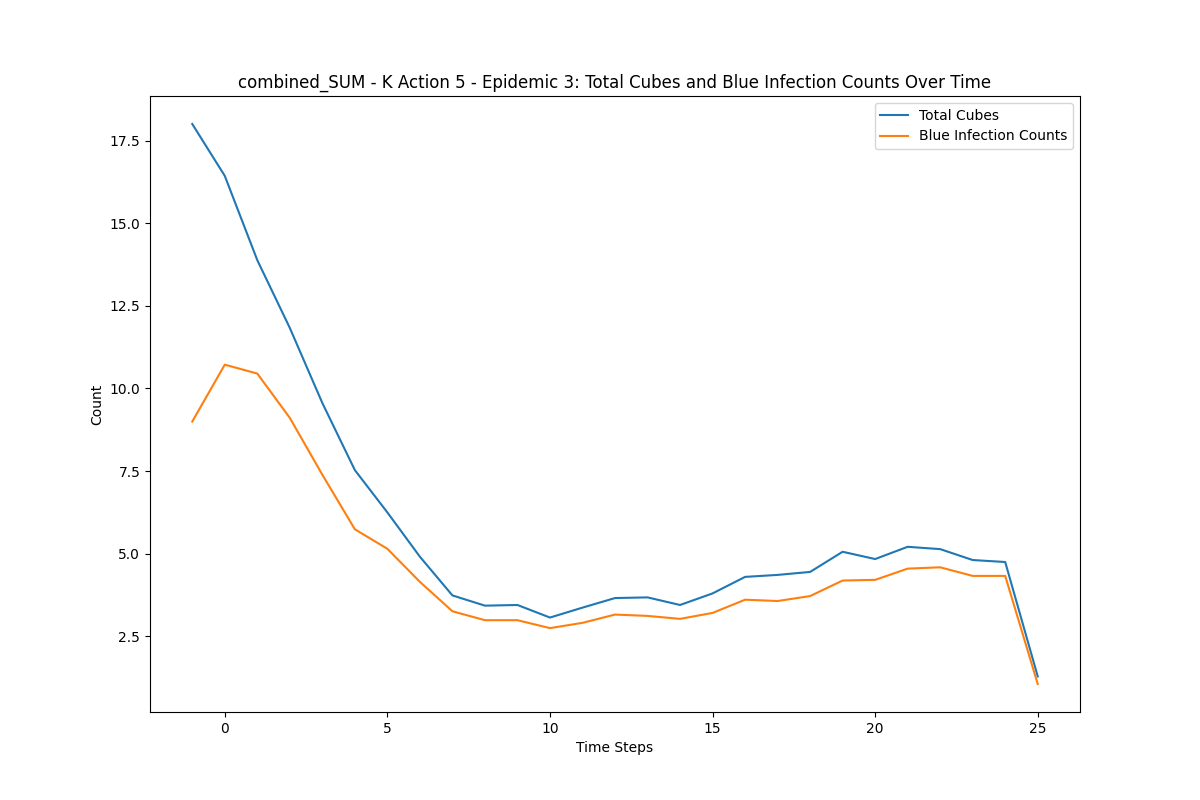 combined_SUM - K Action 5 - Epidemic 3: Total Cubes and Blue Infection Counts Over Time
Total Cubes
Blue Infection Counts
17.5
15.0
12.5
10.0
7.5
5.0
2.5
Count
0 5 10 15 20 25
Time Steps